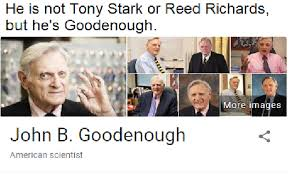 He is not Tony Stark or Reed Richards,
but he's Goodenough.
More images
John B. Goodenough
American scientist